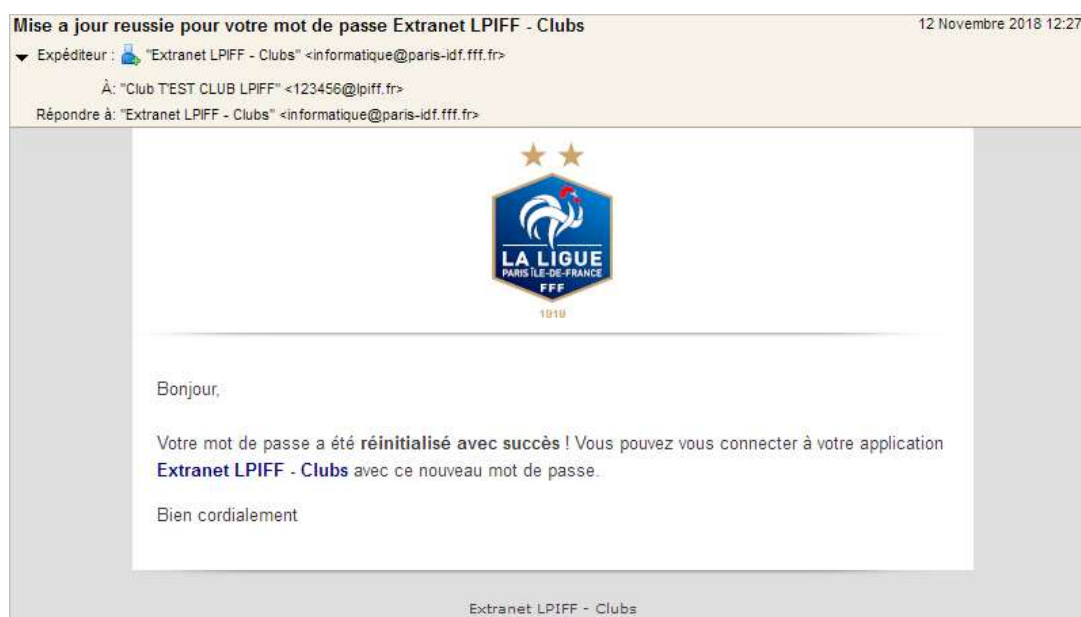 Mise a jour reussie pour votre mot de passe Extranet LPIFF - Clubs
12 Novembre 2018 12:27
Expéditeur : "Extranet LPIFF - Clubs" <informatique@paris-idf.fff.fr>
À: "Club T'EST CLUB LPIFF" <123456@lpiff.fr>
Répondre à: "Extranet LPIFF - Clubs" <informatique@paris-idf.fff.fr>
LA LIGUE
PARIS ÎLE-DE-FRANCE
FFF
1919
Bonjour,
Votre mot de passe a été réinitialisé avec succès ! Vous pouvez vous connecter à votre application
Extranet LPIFF - Clubs avec ce nouveau mot de passe.
Bien cordialement
Extranet LPIFF - Clubs